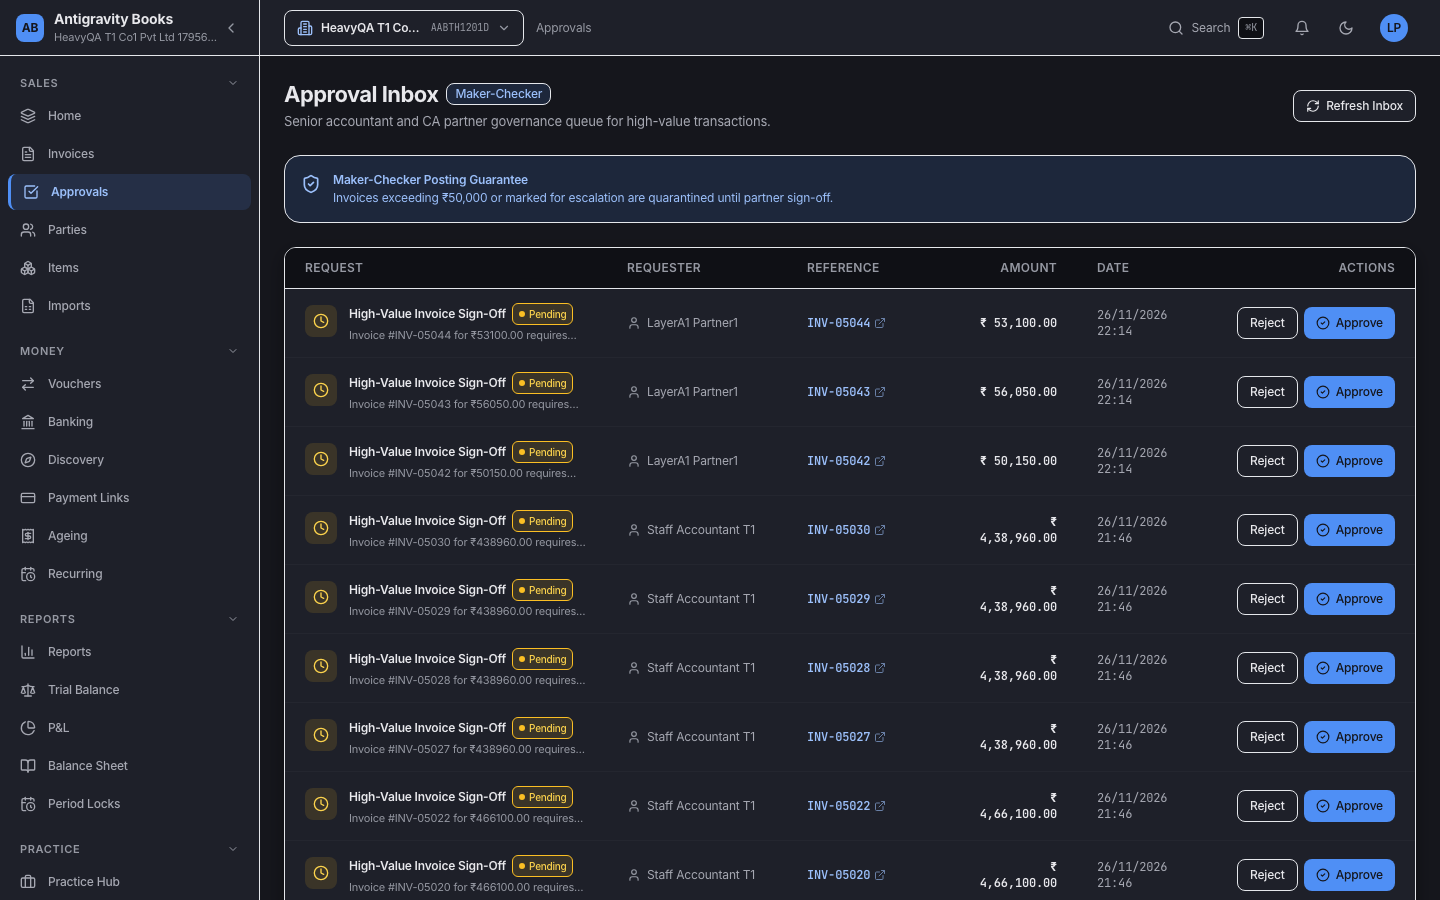 AB
Antigravity Books
HeavyQA T1 Co1 Pvt Ltd 17956...
HeavyQA T1 Co... AABTH1201D
Approvals
Search ⌘K
LP
SALES
Home
Invoices
Approvals
Parties
Items
Imports
MONEY
Vouchers
Banking
Discovery
Payment Links
Ageing
Recurring
REPORTS
Reports
Trial Balance
P&L
Balance Sheet
Period Locks
PRACTICE
Practice Hub
Approval Inbox Maker-Checker
Senior accountant and CA partner governance queue for high-value transactions.
Refresh Inbox
Maker-Checker Posting Guarantee
Invoices exceeding ₹50,000 or marked for escalation are quarantined until partner sign-off.
REQUEST REQUESTER REFERENCE AMOUNT DATE ACTIONS
High-Value Invoice Sign-Off Pending
Invoice #INV-05044 for ₹53100.00 requires...
LayerA1 Partner1
INV-05044
₹ 53,100.00
26/11/2026
22:14
Reject Approve
High-Value Invoice Sign-Off Pending
Invoice #INV-05043 for ₹56050.00 requires...
LayerA1 Partner1
INV-05043
₹ 56,050.00
26/11/2026
22:14
Reject Approve
High-Value Invoice Sign-Off Pending
Invoice #INV-05042 for ₹50150.00 requires...
LayerA1 Partner1
INV-05042
₹ 50,150.00
26/11/2026
22:14
Reject Approve
High-Value Invoice Sign-Off Pending
Invoice #INV-05030 for ₹438960.00 requires...
Staff Accountant T1
INV-05030
₹
4,38,960.00
26/11/2026
21:46
Reject Approve
High-Value Invoice Sign-Off Pending
Invoice #INV-05029 for ₹438960.00 requires...
Staff Accountant T1
INV-05029
₹
4,38,960.00
26/11/2026
21:46
Reject Approve
High-Value Invoice Sign-Off Pending
Invoice #INV-05028 for ₹438960.00 requires...
Staff Accountant T1
INV-05028
₹
4,38,960.00
26/11/2026
21:46
Reject Approve
High-Value Invoice Sign-Off Pending
Invoice #INV-05027 for ₹438960.00 requires...
Staff Accountant T1
INV-05027
₹
4,38,960.00
26/11/2026
21:46
Reject Approve
High-Value Invoice Sign-Off Pending
Invoice #INV-05022 for ₹466100.00 requires...
Staff Accountant T1
INV-05022
₹
4,66,100.00
26/11/2026
21:46
Reject Approve
High-Value Invoice Sign-Off Pending
Invoice #INV-05020 for ₹466100.00 requires...
Staff Accountant T1
INV-05020
₹
4,66,100.00
26/11/2026
21:46
Reject Approve